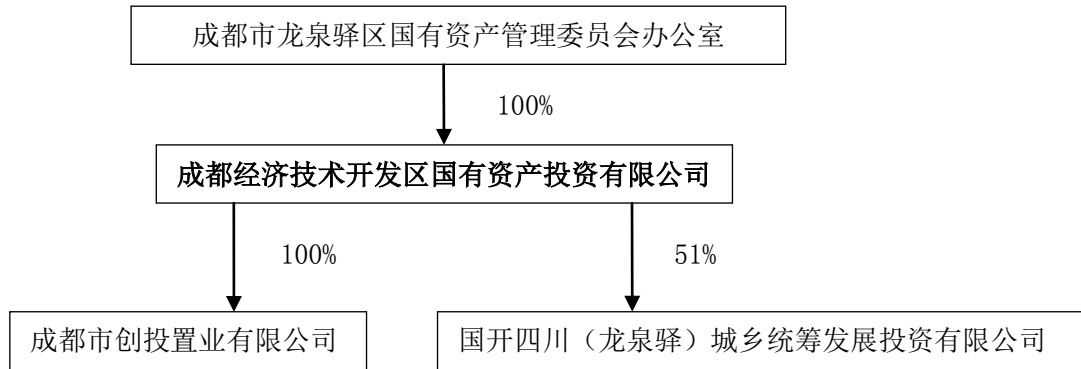 成都市龙泉驿区国有资产管理委员会办公室
100%
成都经济技术开发区国有资产投资有限公司
100%
51%
成都市创投置业有限公司
国开四川（龙泉驿）城乡统筹发展投资有限公司